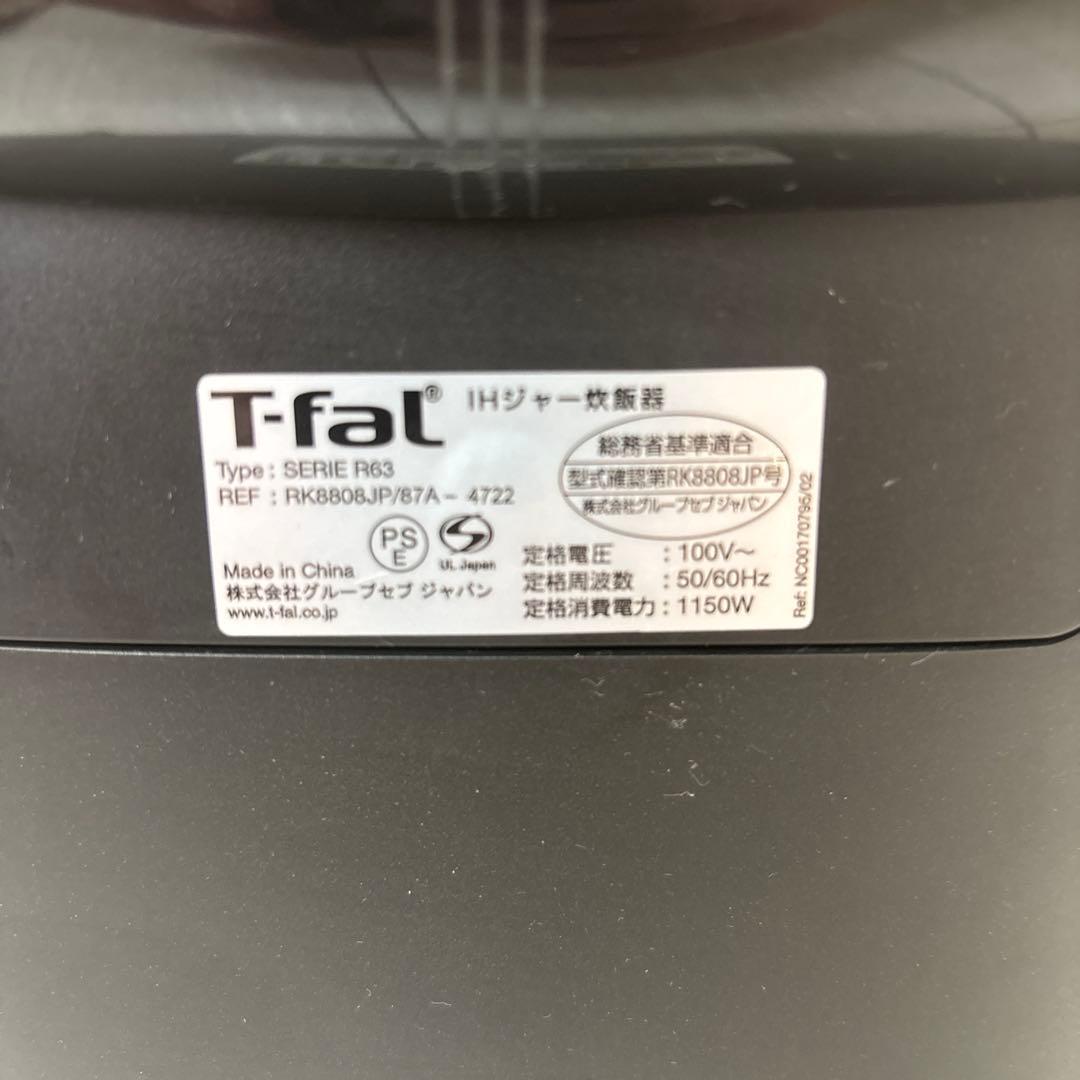 T-fal® IHジャー炊飯器
Type : SERIE R63
REF : RK8808JP/87A - 4722
総務省基準適合
型式確認第RK8808JP号
株式会社グループセブ ジャパン
PS
E
S
UL Japan
Made in China
株式会社グループセブ ジャパン
www.t-fal.co.jp
定格電圧 : 100V~
定格周波数 : 50/60Hz
定格消費電力 : 1150W
Ref: NC00170795/02